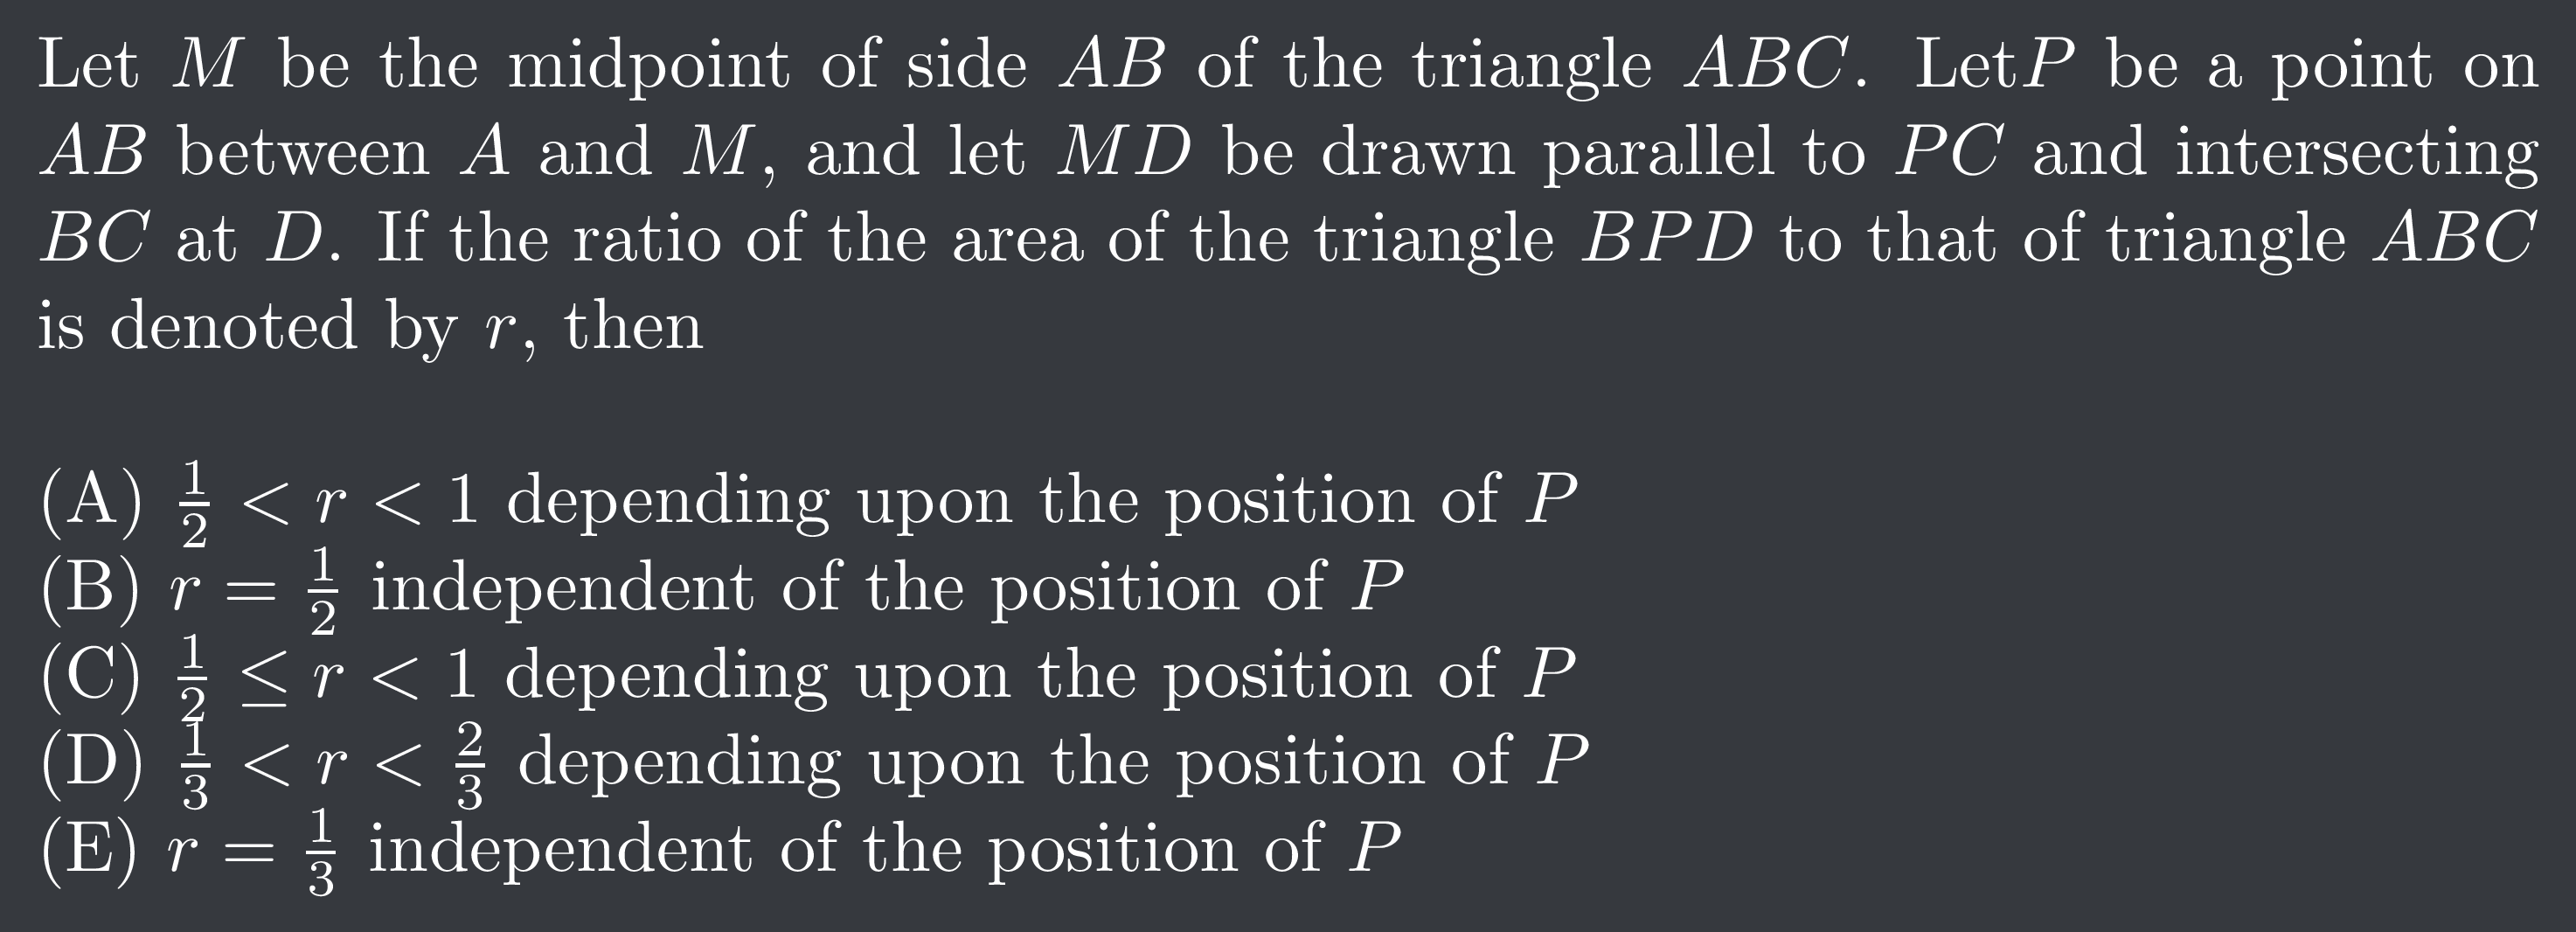 Let M be the midpoint of side AB of the triangle ABC. LetP be a point on
AB between A and M, and let MD be drawn parallel to PC and intersecting
BC at D. If the ratio of the area of the triangle BPD to that of triangle ABC
is denoted by r, then
(A) 1/2 < r < 1 depending upon the position of P
(B) r = 1/2 independent of the position of P
(C) 1/2 ≤ r < 1 depending upon the position of P
(D) 1/3 < r < 2/3 depending upon the position of P
(E) r = 1/3 independent of the position of P